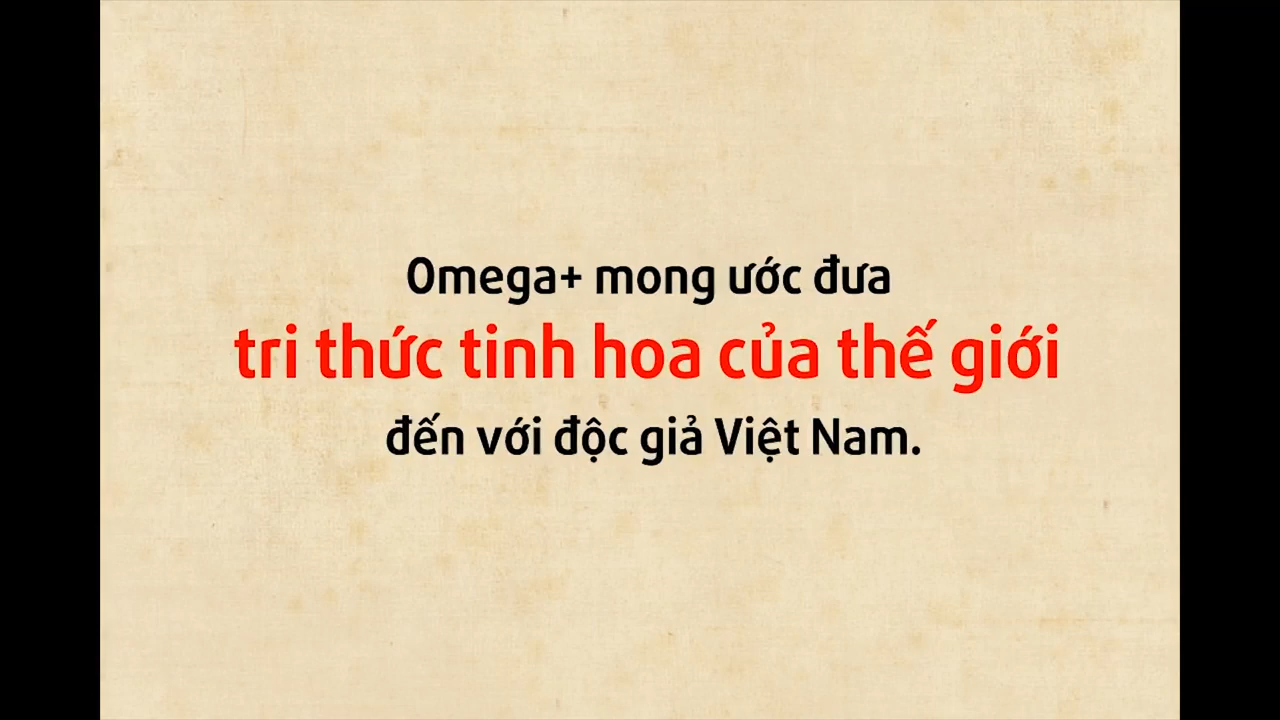 Omega+ mong ước đưa
tri thức tinh hoa của thế giới
đến với độc giả Việt Nam.